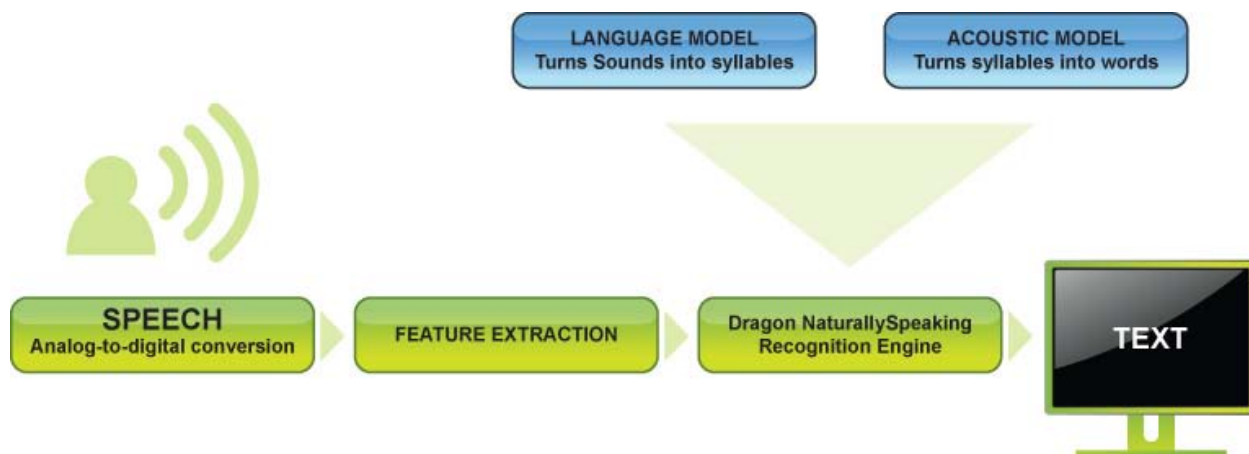 LANGUAGE MODEL
Turns Sounds into syllables
ACOUSTIC MODEL
Turns syllables into words
SPEECH
Analog-to-digital conversion
FEATURE EXTRACTION
Dragon NaturallySpeaking
Recognition Engine
TEXT